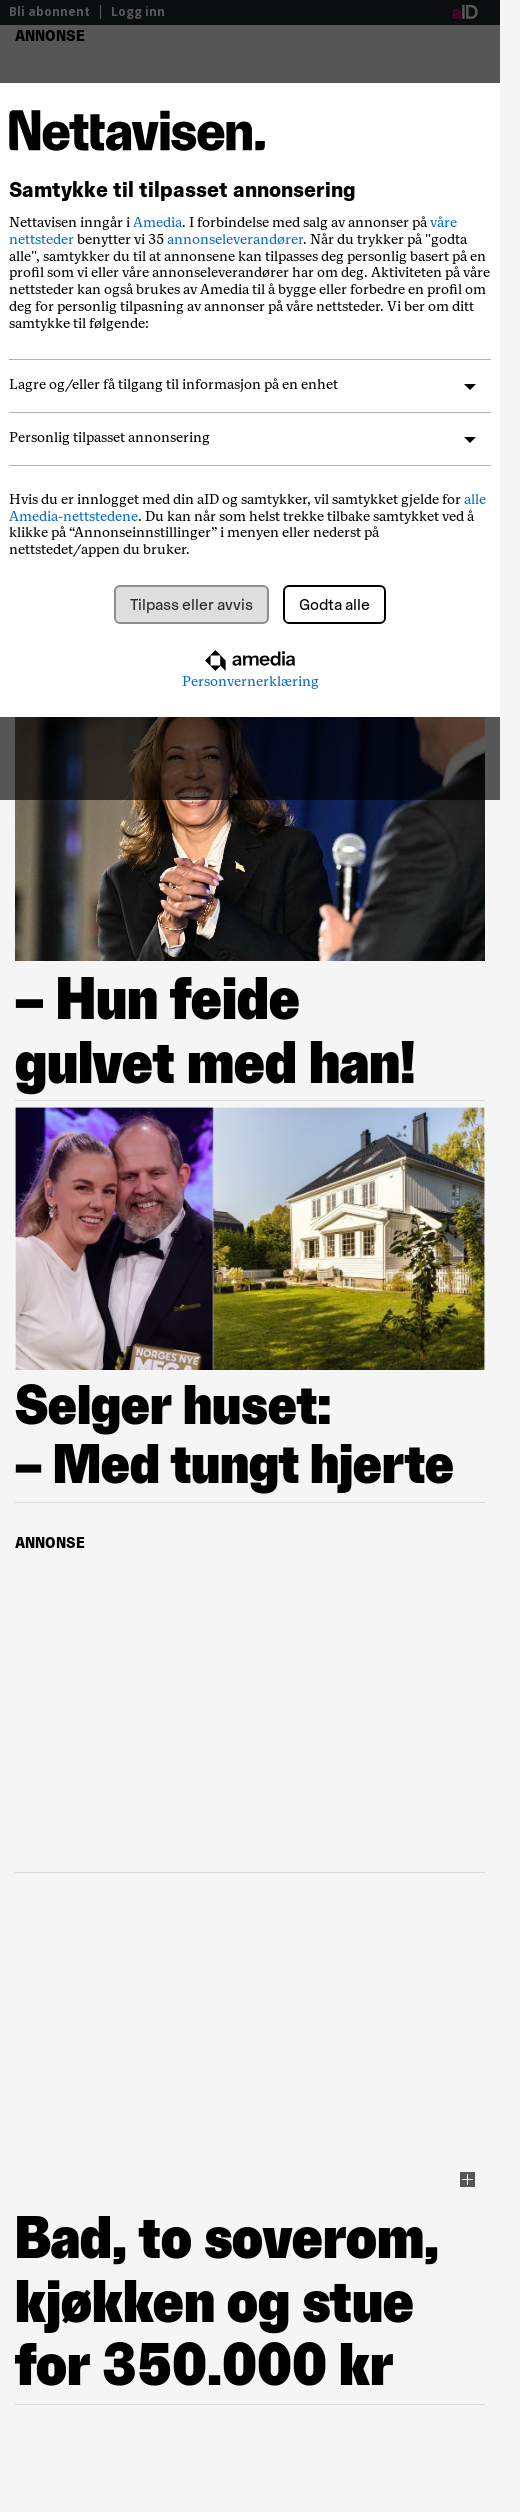 Bli abonnent | Logg inn
aID
ANNONSE
Nettavisen.
Samtykke til tilpasset annonsering
Nettavisen inngår i Amedia. I forbindelse med salg av annonser på våre
nettsteder benytter vi 35 annonseleverandører. Når du trykker på "godta
alle", samtykker du til at annonsene kan tilpasses deg personlig basert på en
profil som vi eller våre annonseleverandører har om deg. Aktiviteten på våre
nettsteder kan også brukes av Amedia til å bygge eller forbedre en profil om
deg for personlig tilpasning av annonser på våre nettsteder. Vi ber om ditt
samtykke til følgende:
Lagre og/eller få tilgang til informasjon på en enhet
Personlig tilpasset annonsering
Hvis du er innlogget med din aID og samtykker, vil samtykket gjelde for alle
Amedia-nettstedene. Du kan når som helst trekke tilbake samtykket ved å
klikke på “Annonseinnstillinger” i menyen eller nederst på
nettstedet/appen du bruker.
Tilpass eller avvis
Godta alle
amedia
Personvernerklæring
– Hun feide
gulvet med han!
NORGES NYE
MEGA
Selger huset:
– Med tungt hjerte
ANNONSE
Bad, to soverom,
kjøkken og stue
for 350.000 kr